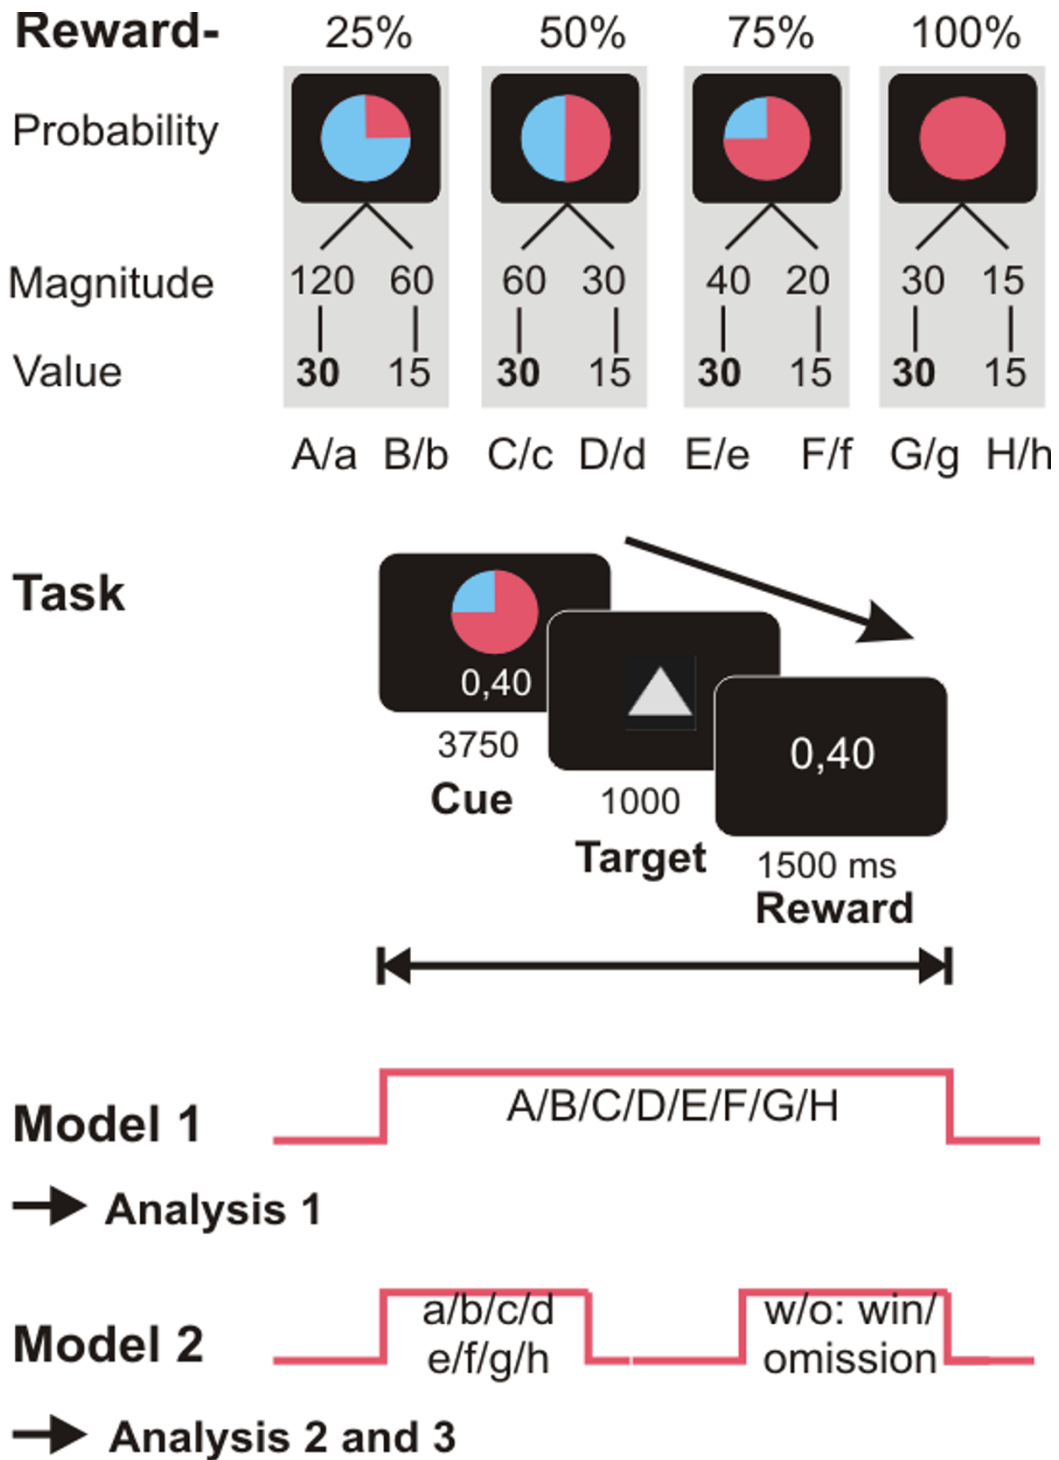 Reward- 25% 50% 75% 100%
Probability
Magnitude 120 60 60 30 40 20 30 15
Value 30 15 30 15 30 15 30 15
A/a B/b C/c D/d E/e F/f G/g H/h
Task
0,40
3750
Cue
1000
Target
0,40
1500 ms
Reward
Model 1
A/B/C/D/E/F/G/H
Analysis 1
Model 2
a/b/c/d
e/f/g/h
w/o: win/
omission
Analysis 2 and 3